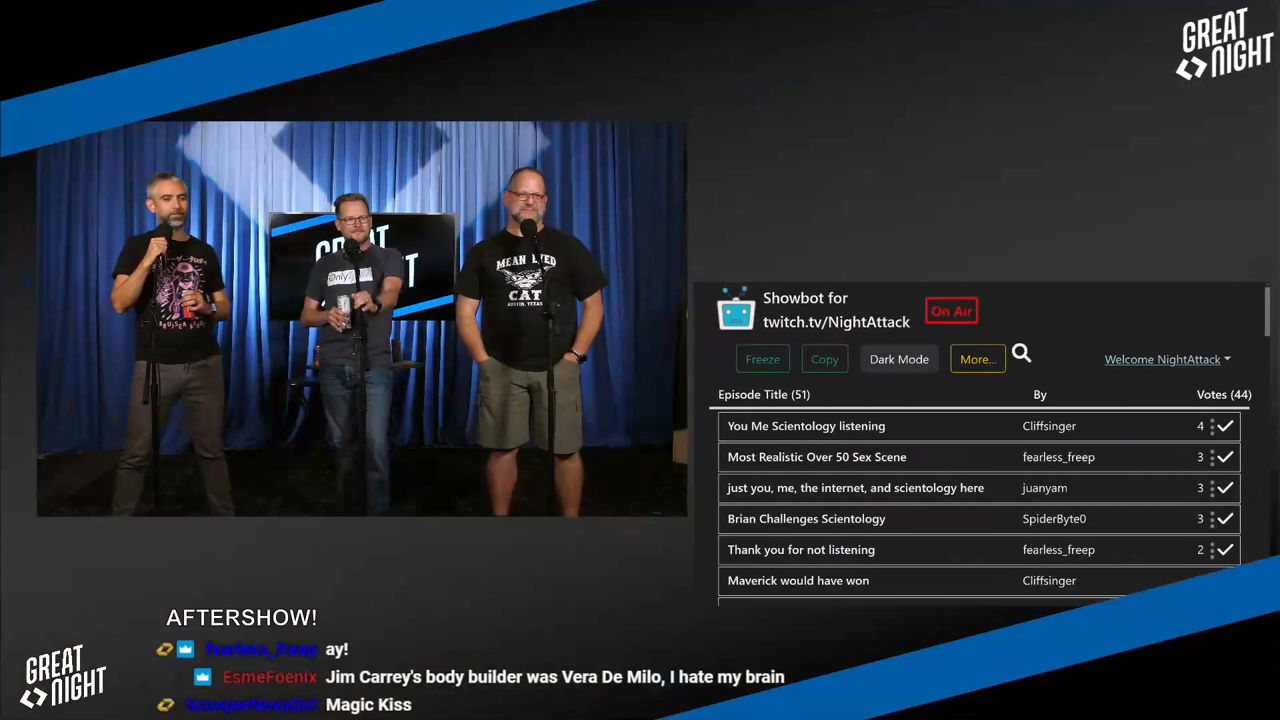 GREAT
NIGHT
GREAT
MEAN EYED
CAT
AUSTIN, TEXAS
Only
BRUISER
Showbot for
twitch.tv/NightAttack
On Air
Freeze
Copy
Dark Mode
More...
Welcome NightAttack
Episode Title (51) By Votes (44)
You Me Scientology listening Cliffsinger 4
Most Realistic Over 50 Sex Scene fearless_freep 3
just you, me, the internet, and scientology here juanyam 3
Brian Challenges Scientology SpiderByte0 3
Thank you for not listening fearless_freep 2
Maverick would have won Cliffsinger
AFTERSHOW!
fearless_freep ay!
EsmeFoenix Jim Carrey's body builder was Vera De Milo, I hate my brain
ScooperNovaGirl Magic Kiss
GREAT
NIGHT